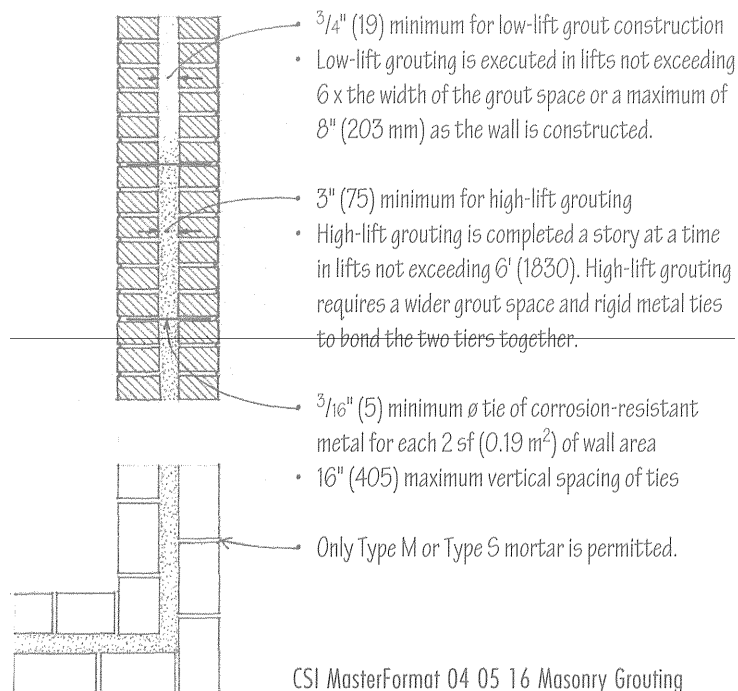 • 3/4" (19) minimum for low-lift grout construction
• Low-lift grouting is executed in lifts not exceeding
6 x the width of the grout space or a maximum of
8" (203 mm) as the wall is constructed.
• 3" (75) minimum for high-lift grouting
• High-lift grouting is completed a story at a time
in lifts not exceeding 6' (1830). High-lift grouting
requires a wider grout space and rigid metal ties
to bond the two tiers together.
• 3/16" (5) minimum ø tie of corrosion-resistant
metal for each 2 sf (0.19 m²) of wall area
• 16" (405) maximum vertical spacing of ties
• Only Type M or Type S mortar is permitted.
CSI MasterFormat 04 05 16 Masonry Grouting